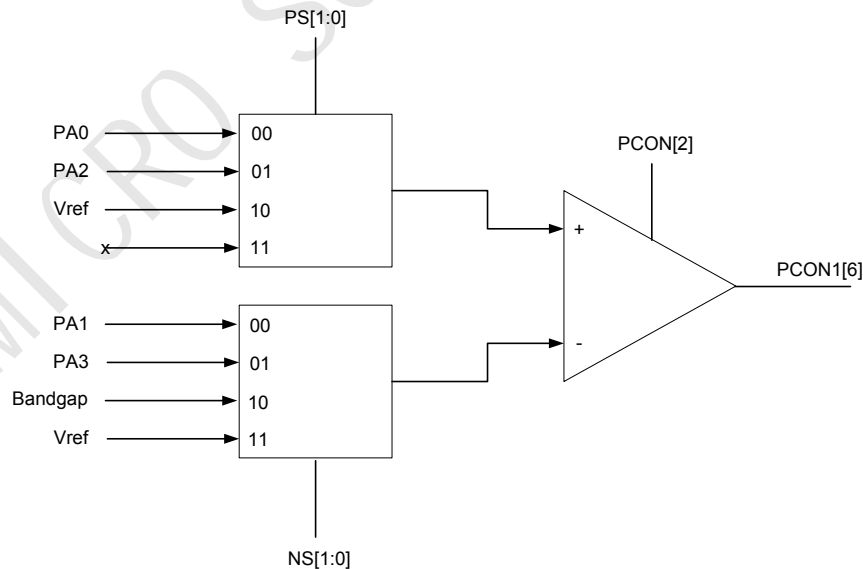 PS[1:0]
PA0
00
PA2
01
Vref
10
x
11
PCON[2]
+
-
PCON1[6]
PA1
00
PA3
01
Bandgap
10
Vref
11
NS[1:0]
MICRO